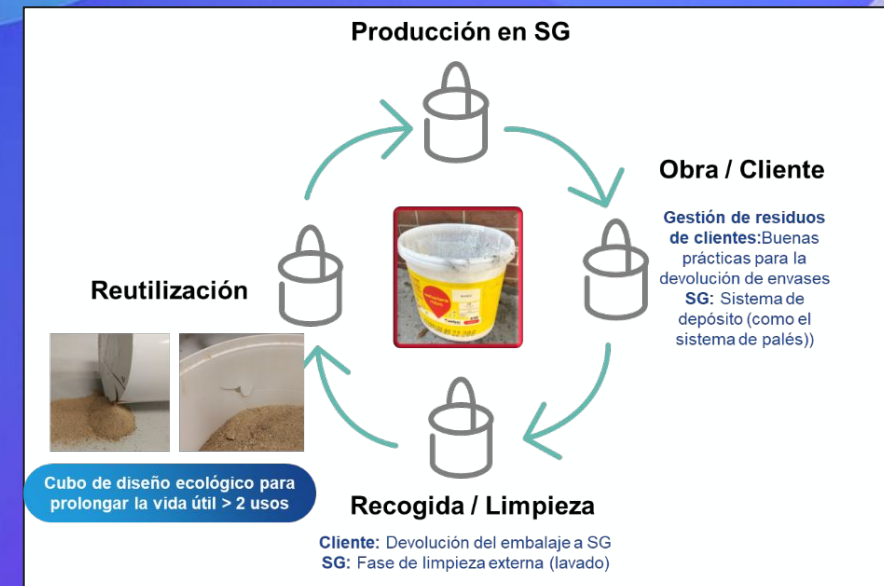 Producción en SG
Obra / Cliente
Gestión de residuos
de clientes:Buenas
prácticas para la
devolución de envases
SG: Sistema de
depósito (como el
sistema de palés))
Reutilización
Cubo de diseño ecológico para
prolongar la vida útil > 2 usos
Recogida / Limpieza
Cliente: Devolución del embalaje a SG
SG: Fase de limpieza externa (lavado)